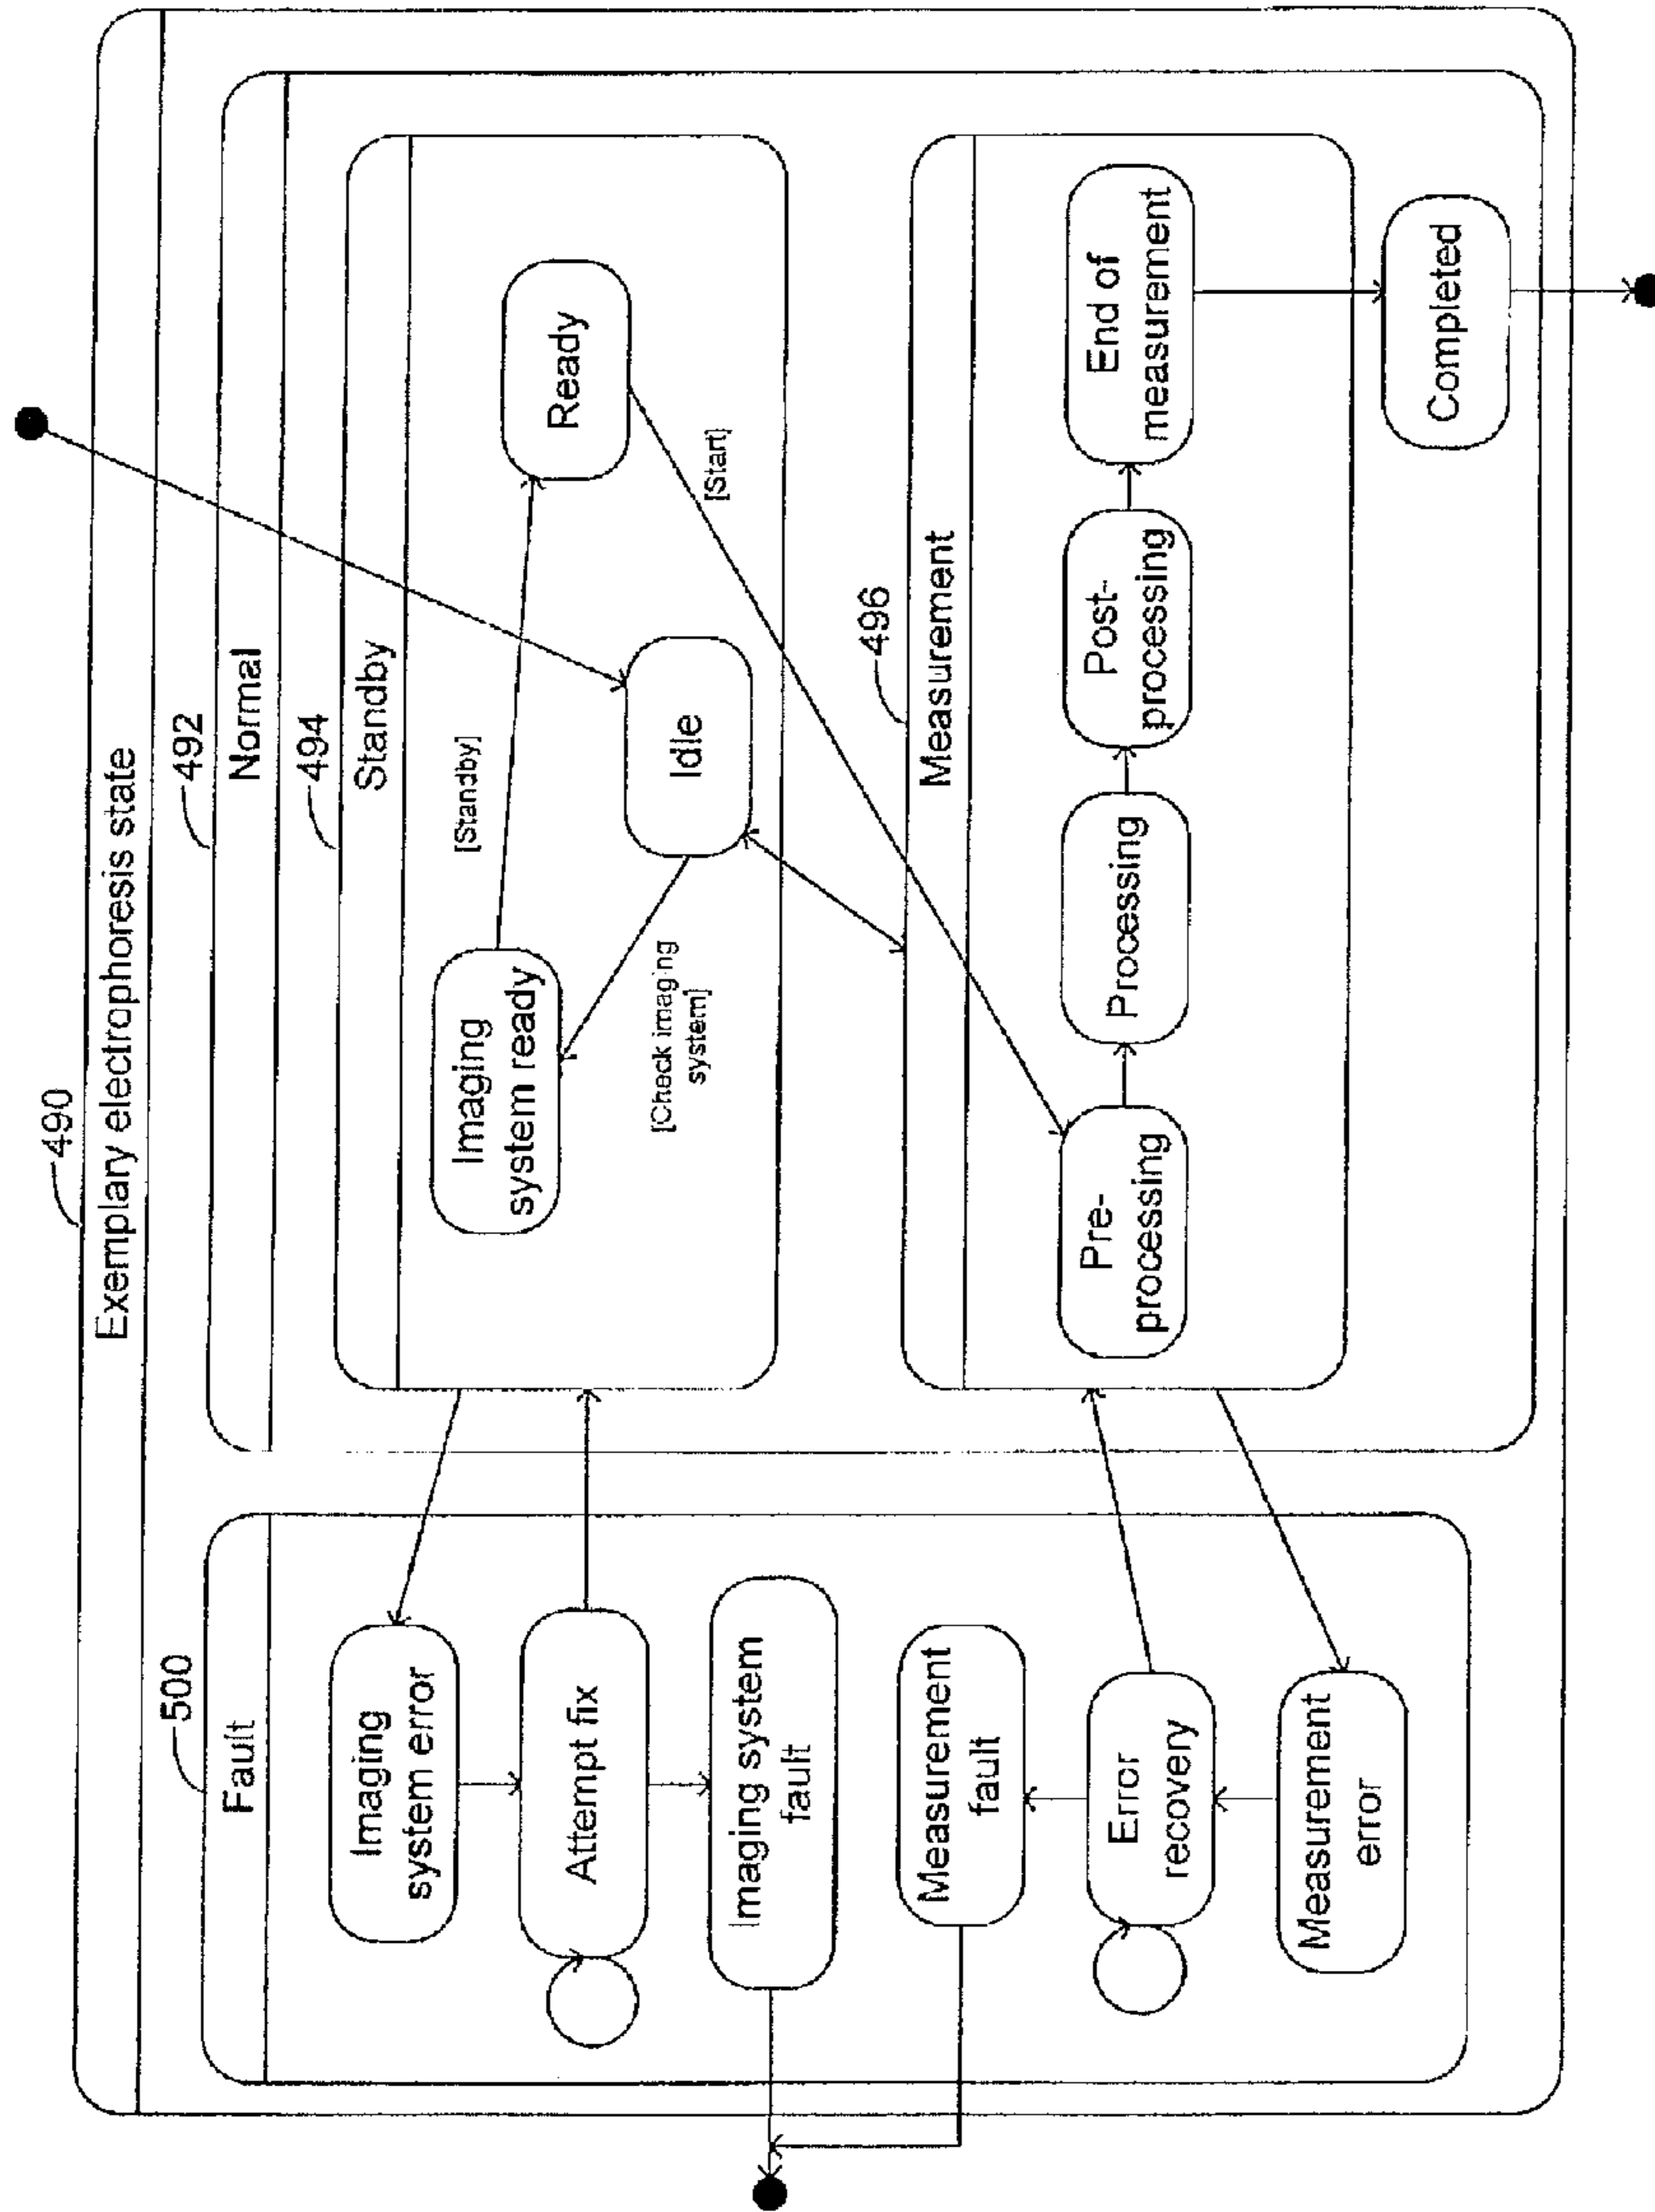 490
Exemplary electrophoresis state
500
Fault
Imaging
system error
Attempt fix
Imaging system
fault
Measurement
fault
Error
recovery
Measurement
error
492
Normal
494
Standby
Imaging
system ready
[Standby]
Ready
Idle
[Check imaging
system]
[Start]
496
Measurement
Pre-
processing
Processing
Post-
processing
End of
measurement
Completed